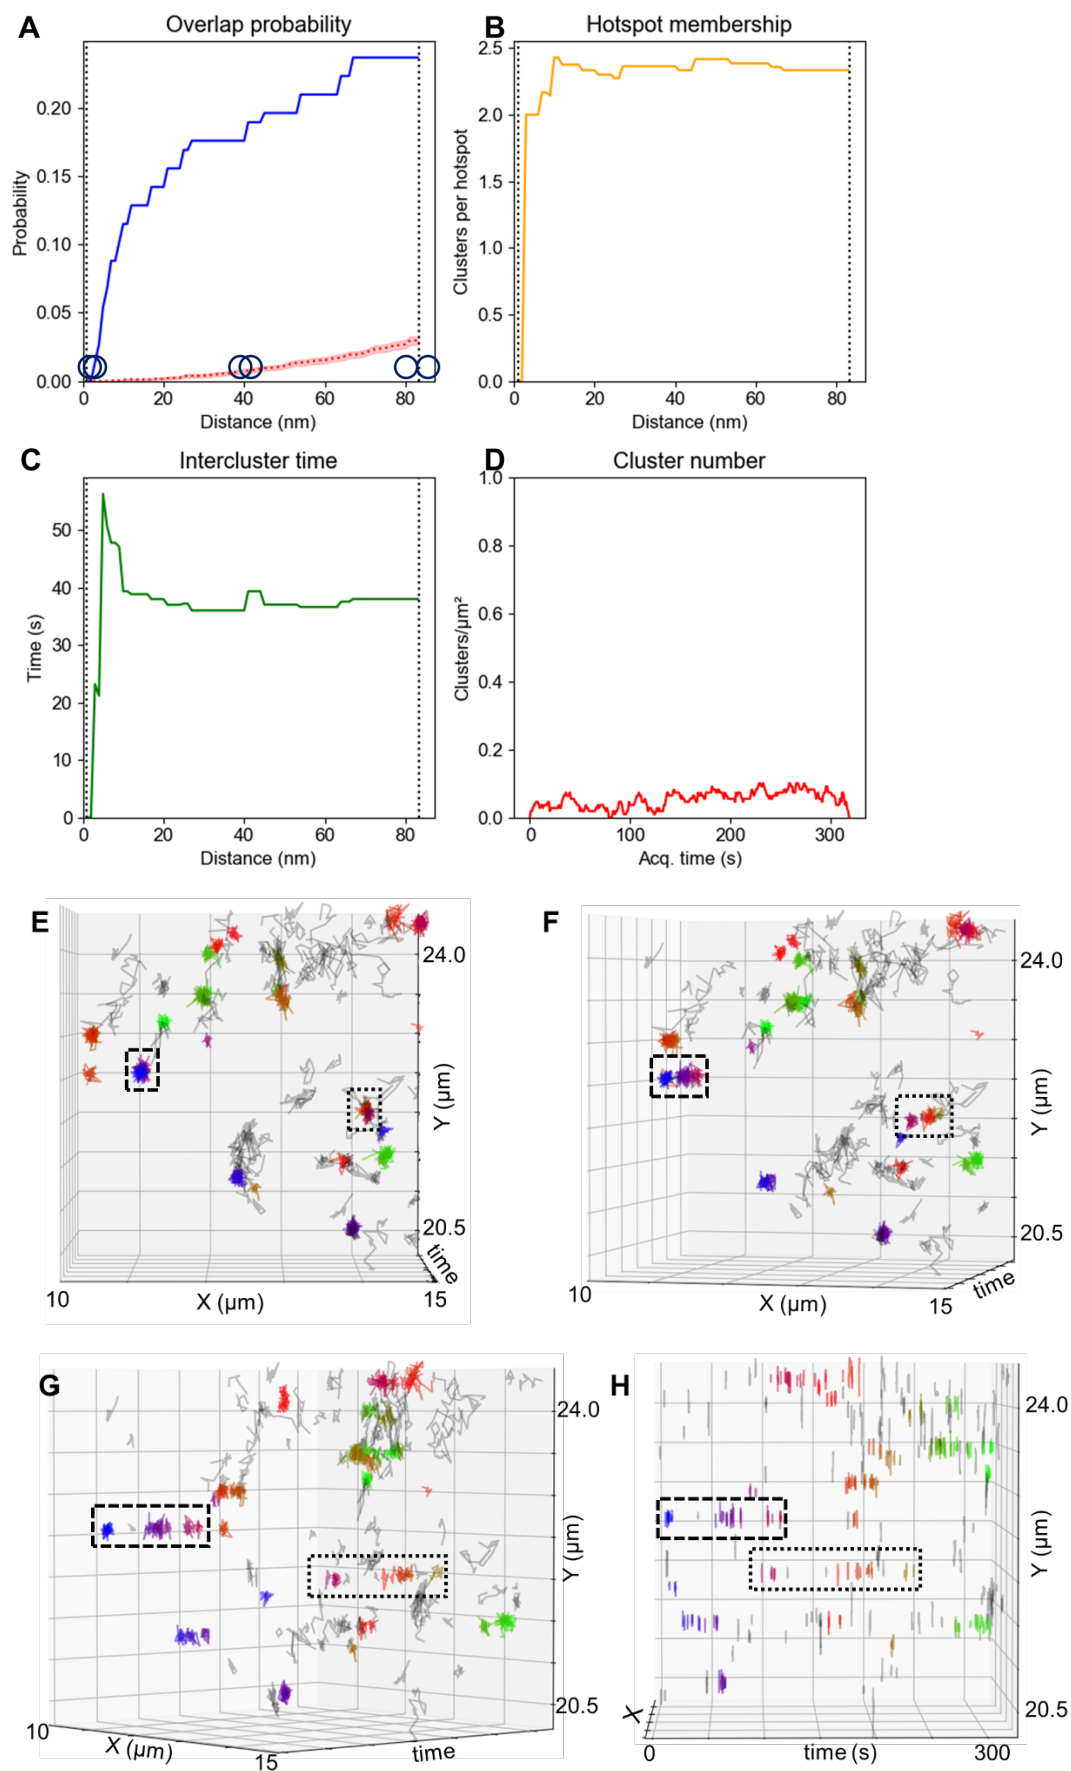 A
Overlap probability
0.20
0.15
0.10
0.05
0.00
Probability
0
20
40
60
80
Distance (nm)
B
Hotspot membership
2.5
2.0
1.5
1.0
0.5
0.0
Clusters per hotspot
0
20
40
60
80
Distance (nm)
C
Intercluster time
50
40
30
20
10
0
Time (s)
0
20
40
60
80
Distance (nm)
D
Cluster number
1.0
0.8
0.6
0.4
0.2
0.0
Clusters/µm²
0
100
200
300
Acq. time (s)
E
24.0
Y (µm)
20.5
time
10
X (µm)
15
F
24.0
Y (µm)
20.5
time
10
X (µm)
15
G
24.0
Y (µm)
20.5
10
X (µm)
15
time
H
24.0
Y (µm)
20.5
X
0
time (s)
300